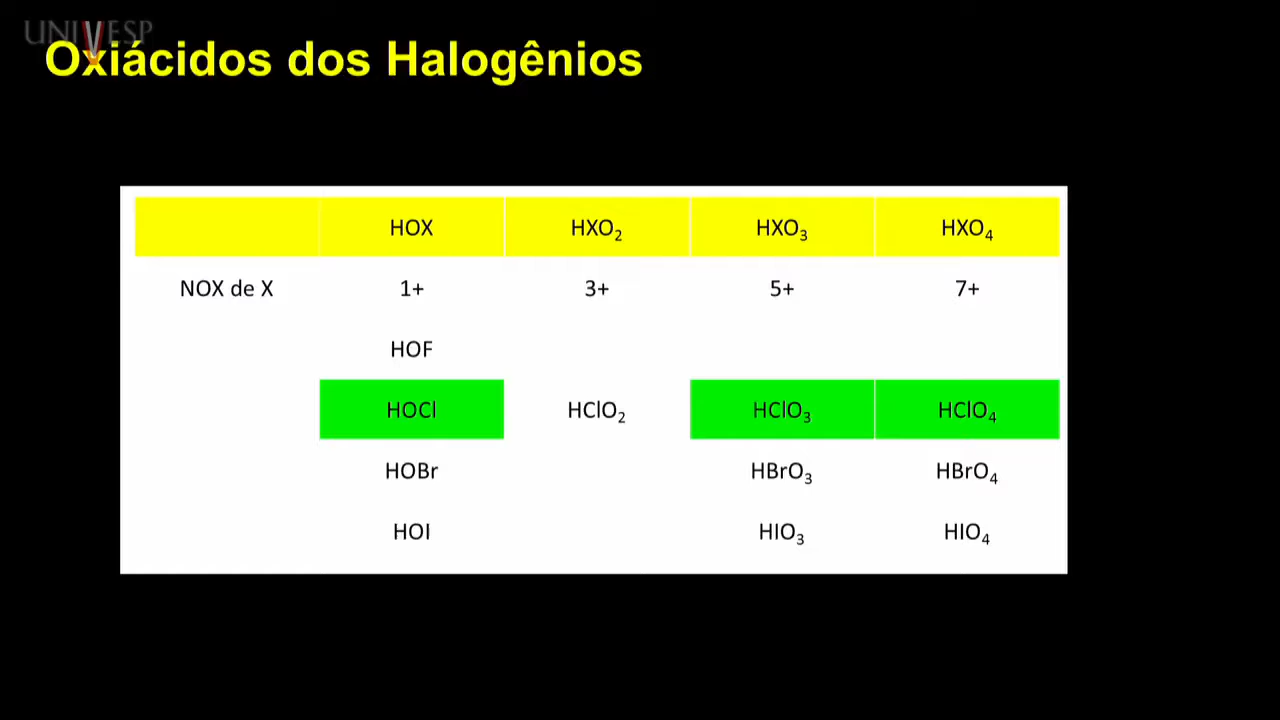 UNIVESP
Oxiácidos dos Halogênios
HOX HXO₂ HXO₃ HXO₄
NOX de X 1+ 3+ 5+ 7+
HOF
HOCl HClO₂ HClO₃ HClO₄
HOBr HBrO₃ HBrO₄
HOI HIO₃ HIO₄